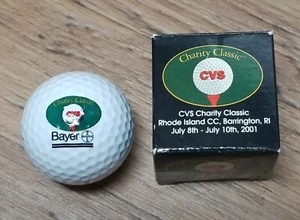 Charity Classic
Bayer
Charity Classic
CVS
CVS Charity Classic
Rhode Island CC, Barrington, RI
July 8th - July 10th, 2001